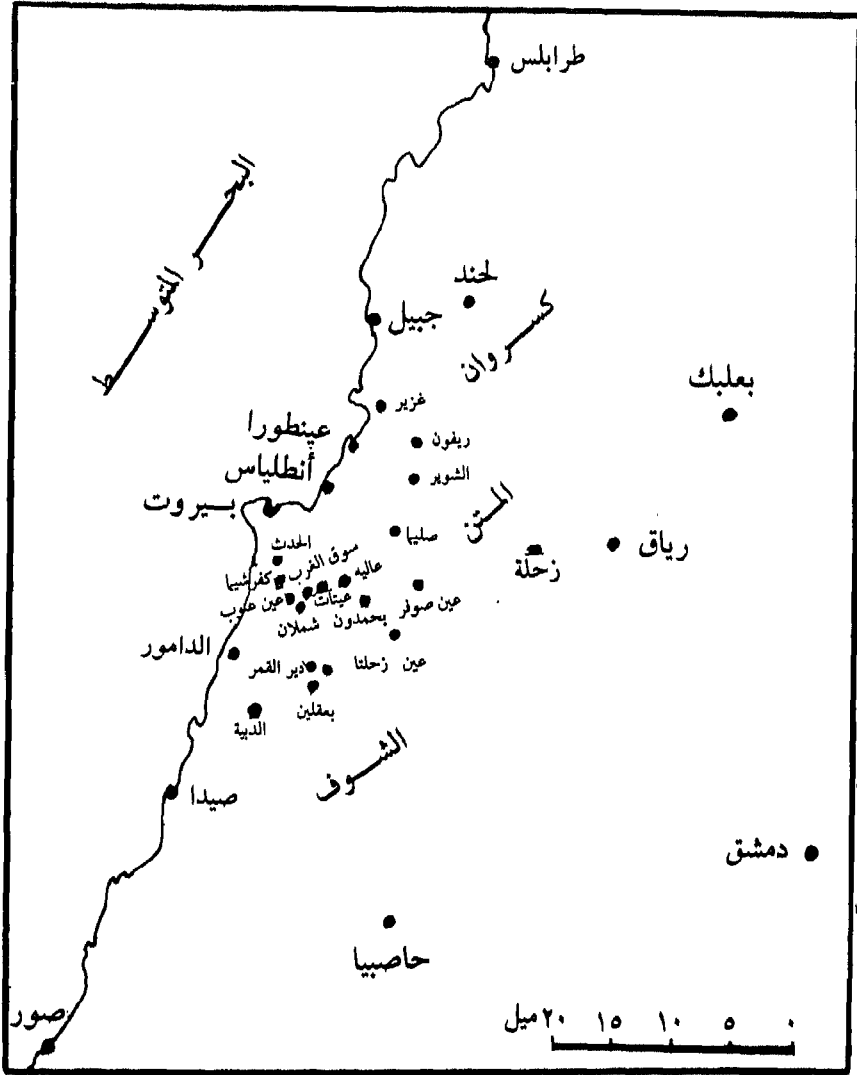 طرابلس
البحر المتوسط
لحند
جبيل
كسروان
بعلبك
غزير
عينطورا
ريفون
أنطلياس
الشوير
المتن
بيروت
صليما
رياق
زحلة
الحدث
سوق الغرب
عاليه
كفرشيما
عين صوفر
عيتات
عين عنوب
بحمدون
شملان
الدامور
عين زحلتا
دير القمر
بعقلين
الدبية
الشوف
صيدا
دمشق
حاصبيا
صور
٠ ٥ ١٠ ١٥ ٢٠ ميل